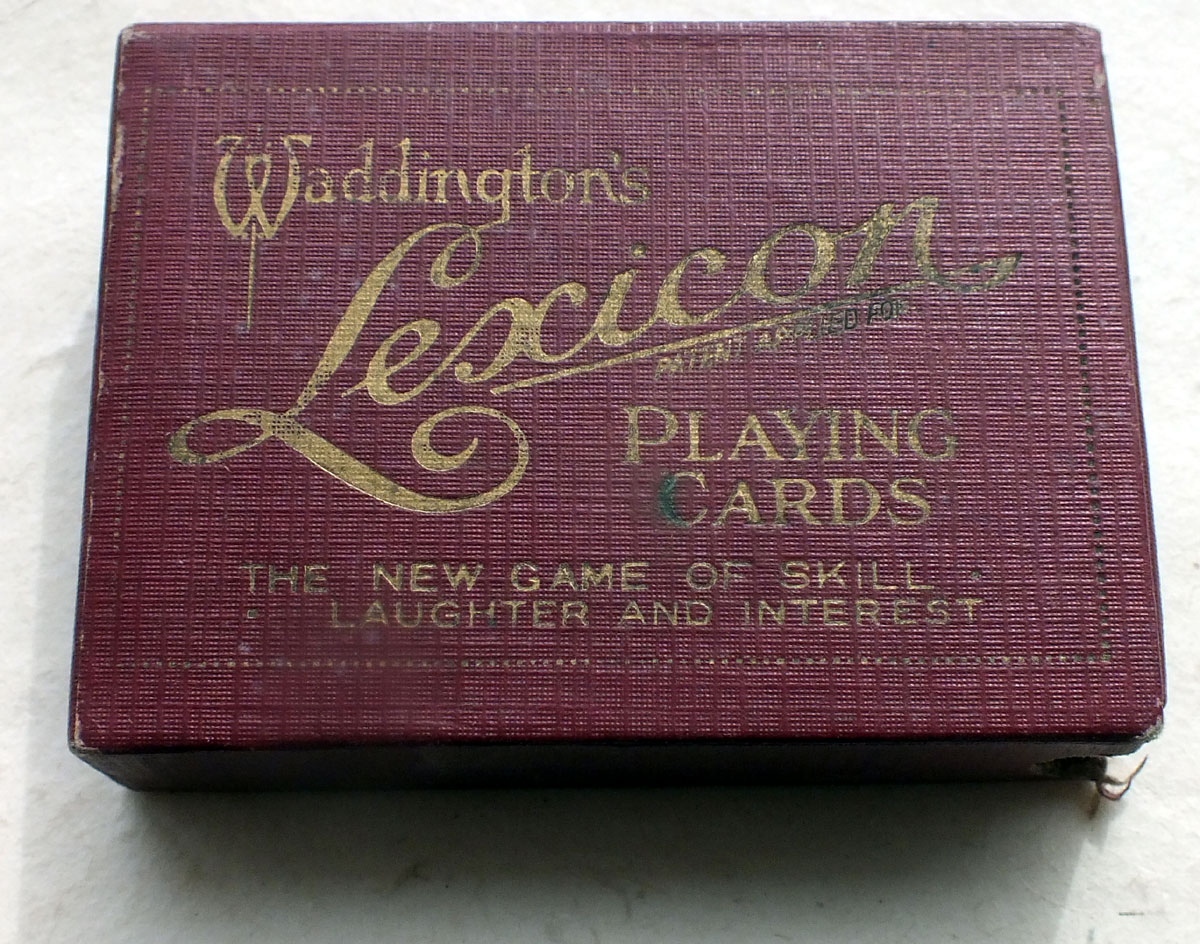 Waddington's
Lexicon
PATENT APPLIED FOR
PLAYING
CARDS
THE NEW GAME OF SKILL ·
· LAUGHTER AND INTEREST